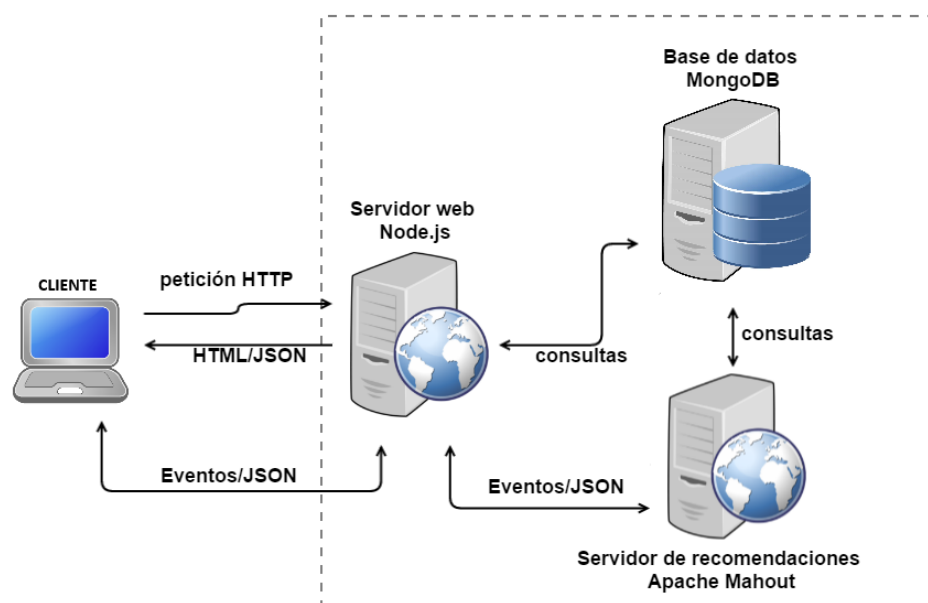 Base de datos
MongoDB
Servidor web
Node.js
CLIENTE
petición HTTP
HTML/JSON
consultas
consultas
Eventos/JSON
Eventos/JSON
Servidor de recomendaciones
Apache Mahout